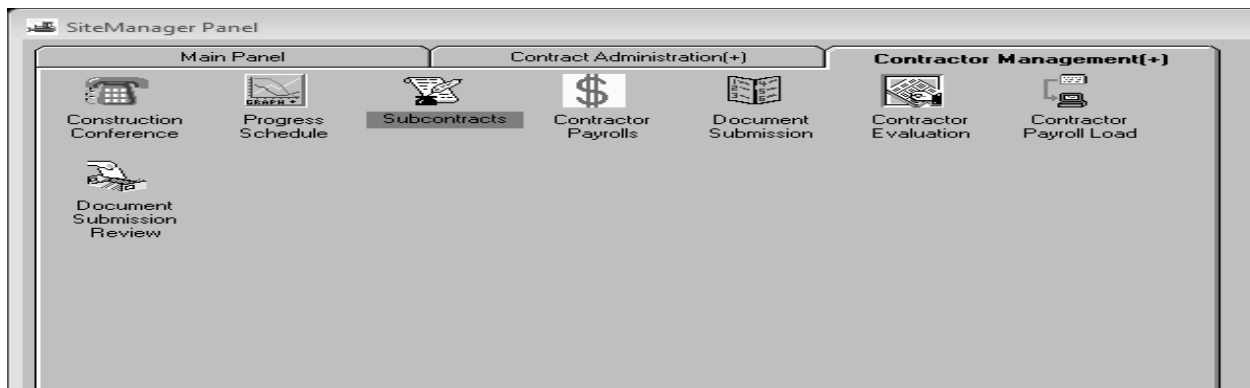 SiteManager Panel
Main Panel
Contract Administration(+)
Contractor Management(+)
GRAPH +
Construction
Conference
Progress
Schedule
Subcontracts
Contractor
Payrolls
Document
Submission
Contractor
Evaluation
Contractor
Payroll Load
Document
Submission
Review